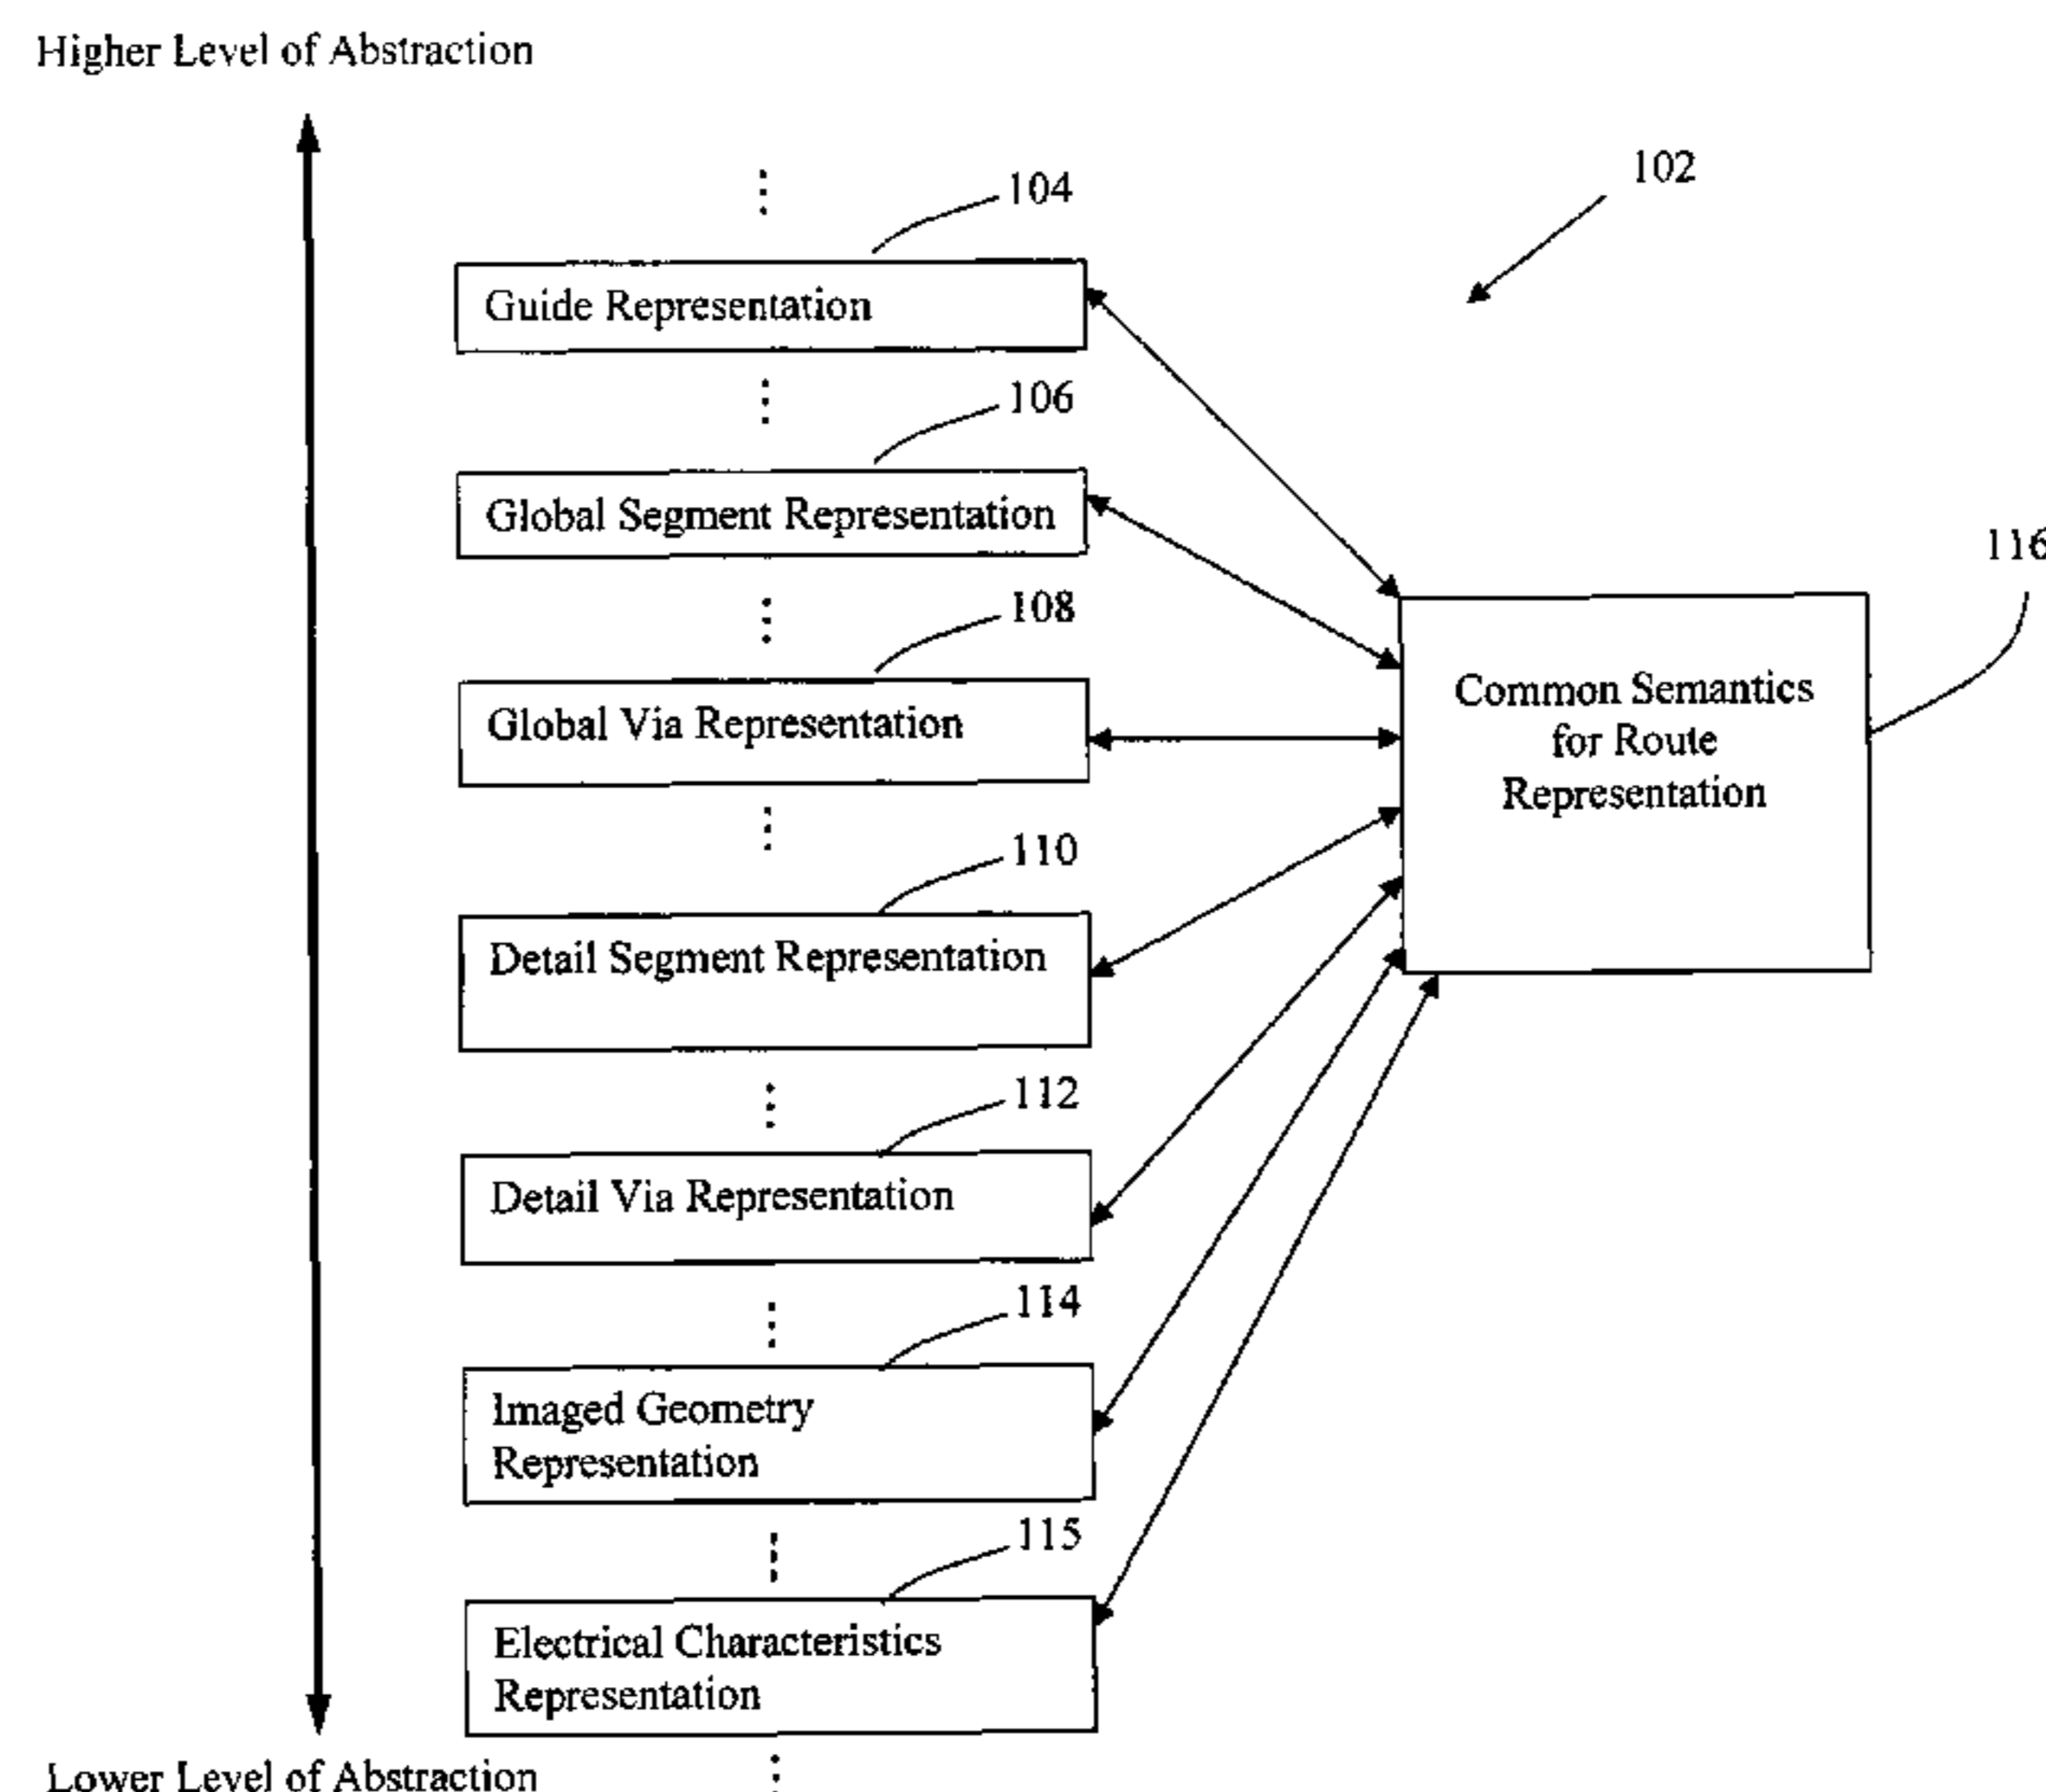 Higher Level of Abstraction
102
104
Guide Representation
106
Global Segment Representation
116
108
Global Via Representation
Common Semantics
for Route
Representation
110
Detail Segment Representation
112
Detail Via Representation
114
Imaged Geometry
Representation
115
Electrical Characteristics
Representation
Lower Level of Abstraction